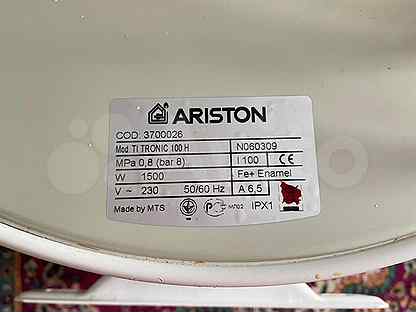 ARISTON
COD. 3700026
Mod TI TRONIC 100 H N060309
MPa 0,8 (bar 8) l 100 CE
W 1500 Fe+ Enamel
V ~ 230 50/60 Hz A 6,5
Made by MTS IPX1